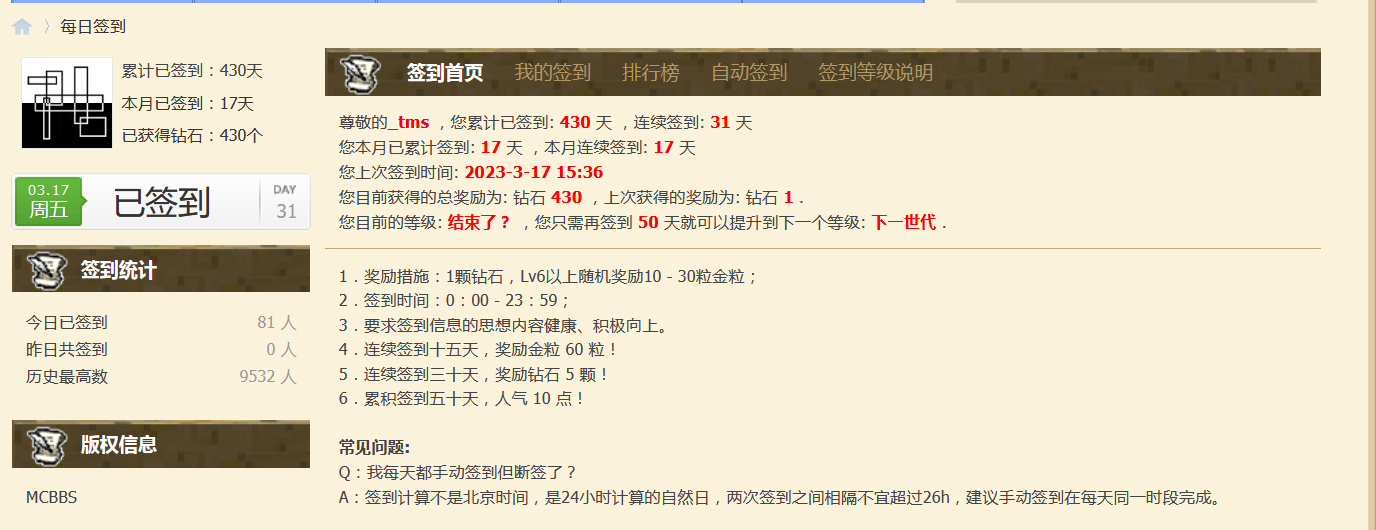 每日签到
累计已签到：430天
本月已签到：17天
已获得钻石：430个
03.17
周五
已签到
DAY
31
签到统计
今日已签到 81 人
昨日共签到 0 人
历史最高数 9532 人
版权信息
MCBBS
签到首页 我的签到 排行榜 自动签到 签到等级说明
尊敬的_tms ，您累计已签到: 430 天 ，连续签到: 31 天
您本月已累计签到: 17 天 ，本月连续签到: 17 天
您上次签到时间: 2023-3-17 15:36
您目前获得的总奖励为: 钻石 430 ，上次获得的奖励为: 钻石 1 .
您目前的等级: 结束了？ ，您只需再签到 50 天就可以提升到下一个等级: 下一世代 .
1．奖励措施：1颗钻石，Lv6以上随机奖励10 - 30粒金粒；
2．签到时间：0：00 - 23：59；
3．要求签到信息的思想内容健康、积极向上。
4．连续签到十五天，奖励金粒 60 粒！
5．连续签到三十天，奖励钻石 5 颗！
6．累积签到五十天，人气 10 点！
常见问题:
Q：我每天都手动签到但断签了？
A：签到计算不是北京时间，是24小时计算的自然日，两次签到之间相隔不宜超过26h，建议手动签到在每天同一时段完成。